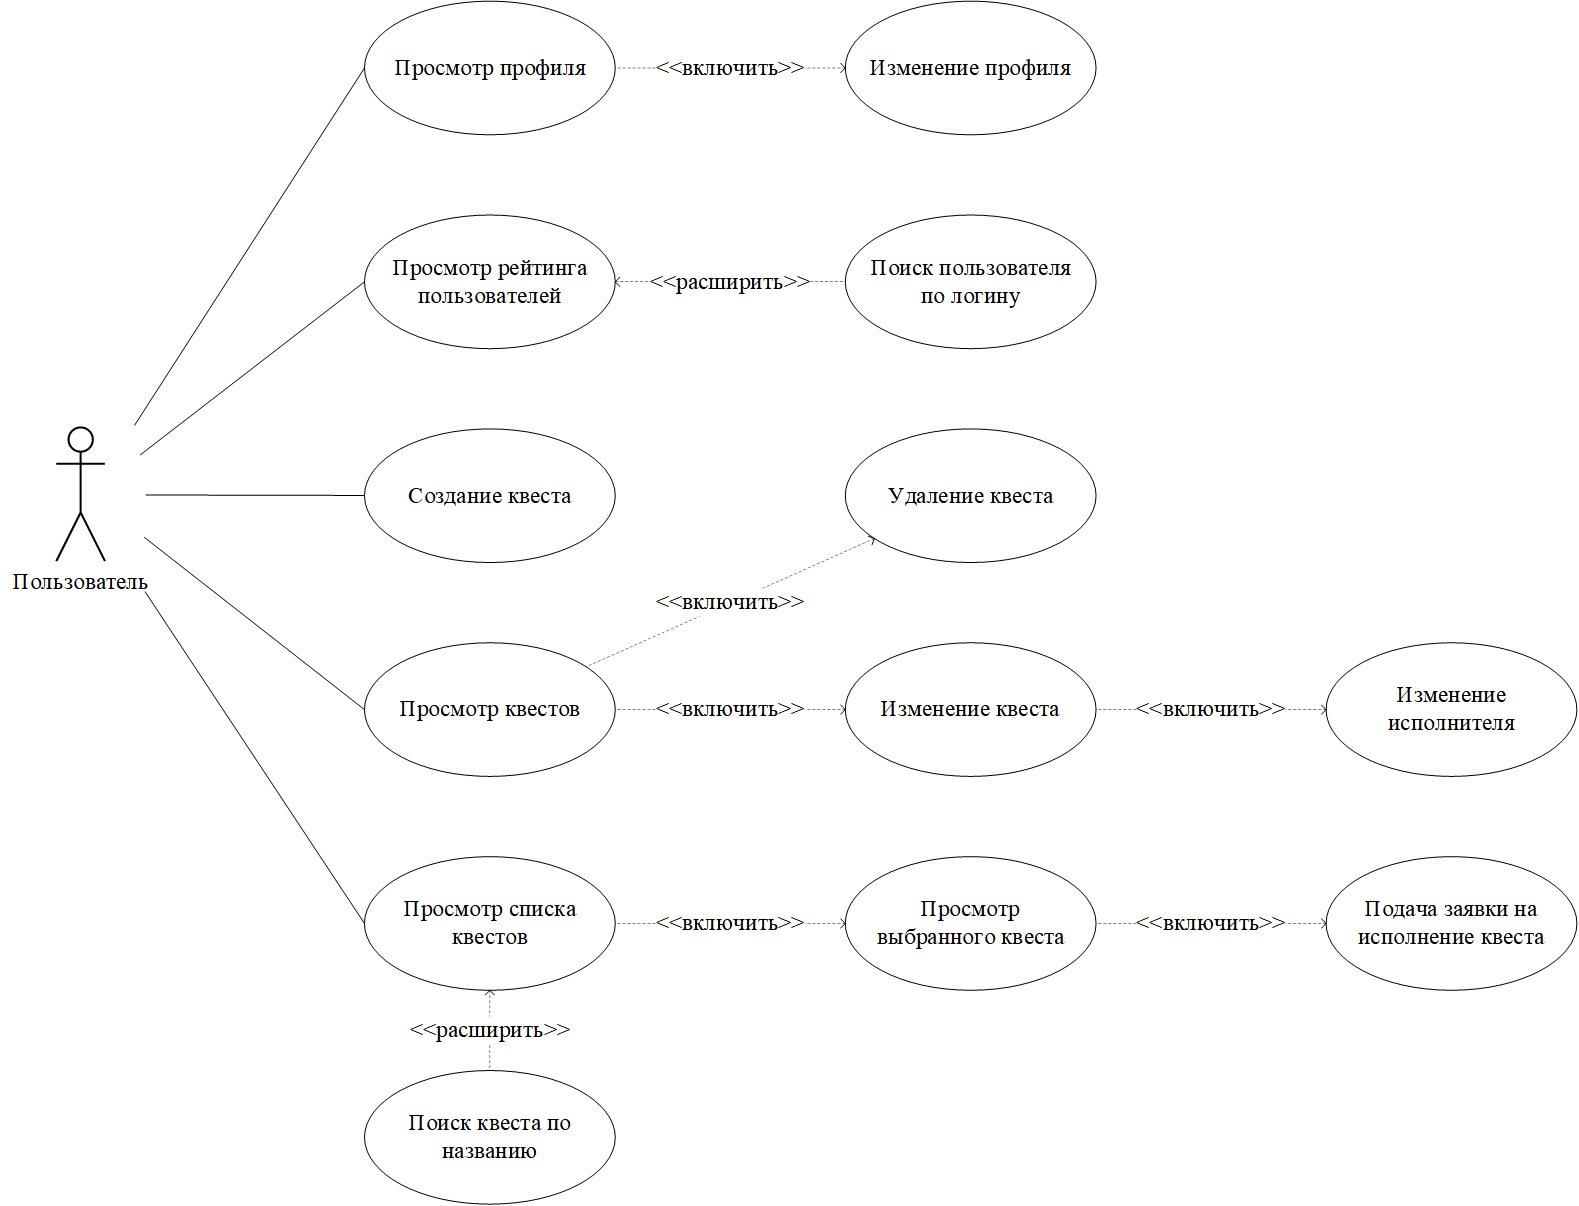 Просмотр профиля
<<включить>>
Изменение профиля
Просмотр рейтинга
пользователей
<<расширить>>
Поиск пользователя
по логину
Пользователь
Создание квеста
Удаление квеста
<<включить>>
Просмотр квестов
<<включить>>
Изменение квеста
<<включить>>
Изменение
исполнителя
Просмотр списка
квестов
<<включить>>
Просмотр
выбранного квеста
<<включить>>
Подача заявки на
исполнение квеста
<<расширить>>
Поиск квеста по
названию